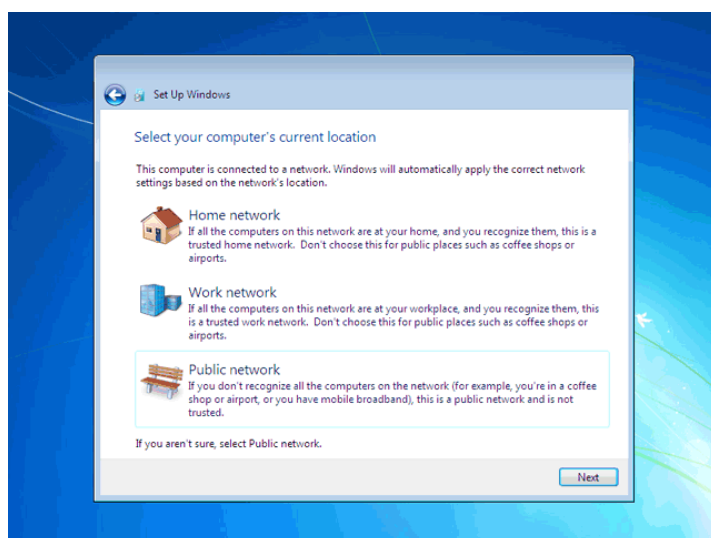 Set Up Windows
Select your computer's current location
This computer is connected to a network. Windows will automatically apply the correct network
settings based on the network's location.
Home network
If all the computers on this network are at your home, and you recognize them, this is a
trusted home network.  Don't choose this for public places such as coffee shops or
airports.
Work network
If all the computers on this network are at your workplace, and you recognize them, this
is a trusted work network.  Don't choose this for public places such as coffee shops or
airports.
Public network
If you don't recognize all the computers on the network (for example, you're in a coffee
shop or airport, or you have mobile broadband), this is a public network and is not
trusted.
If you aren't sure, select Public network.
Next